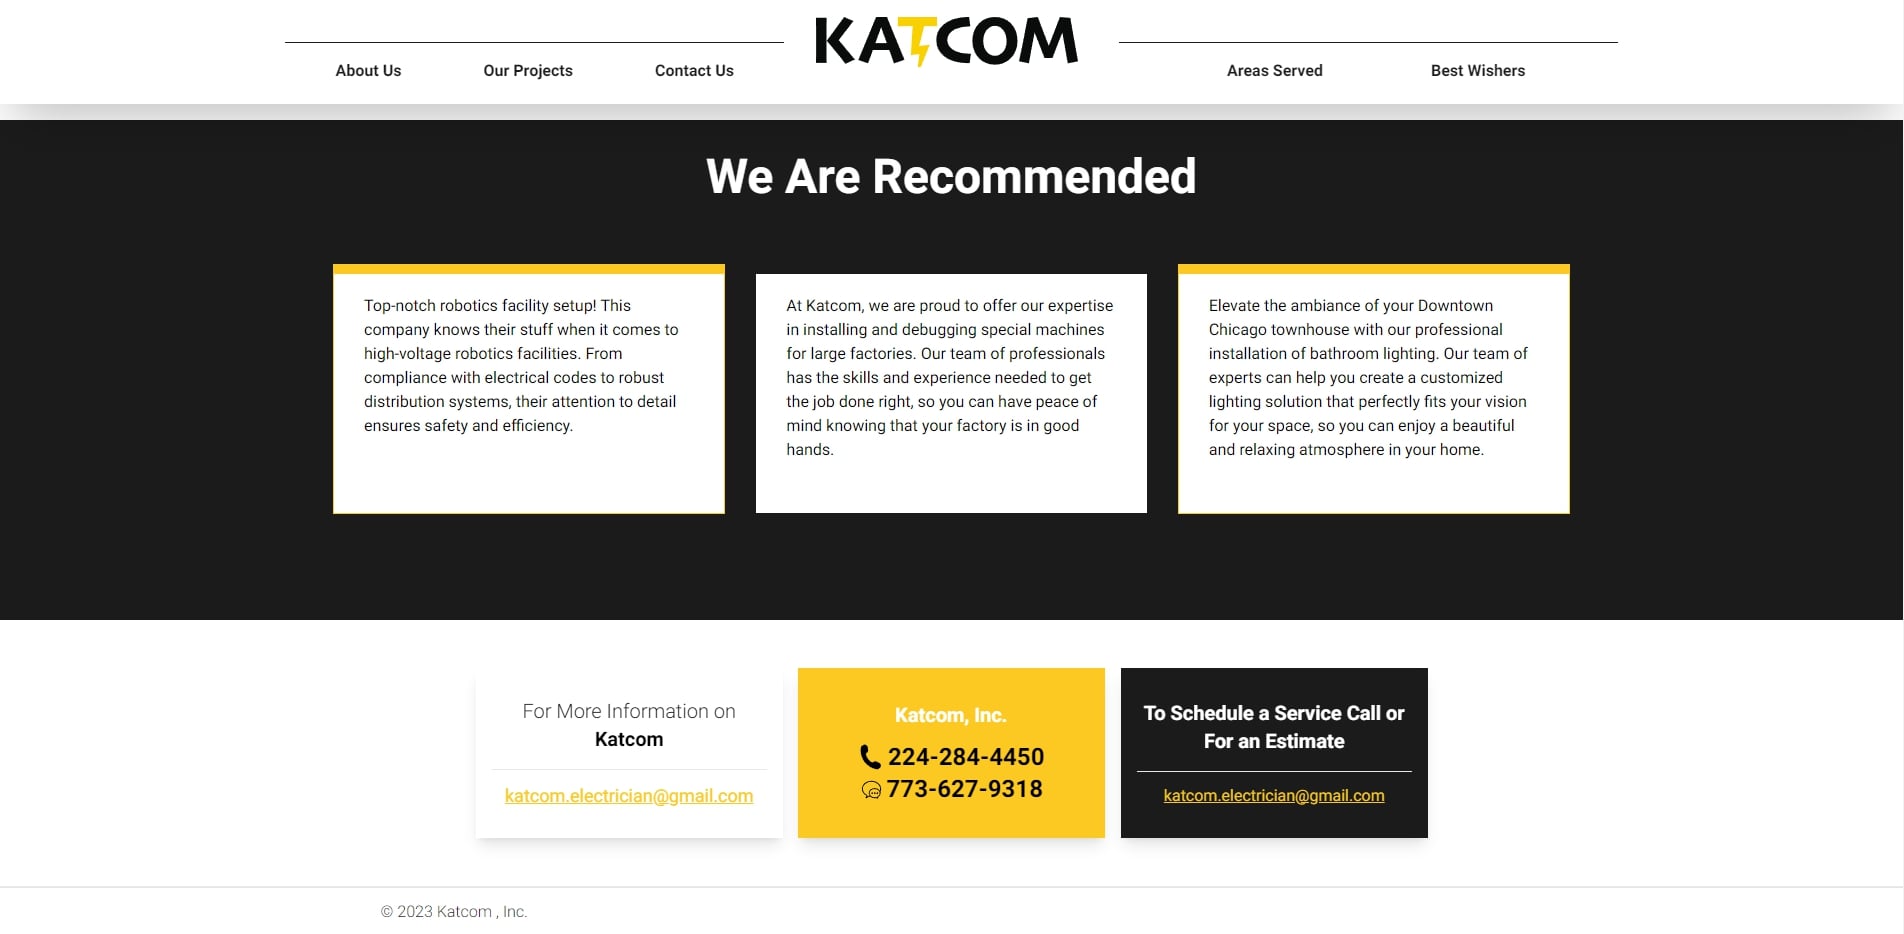 KATCOM
About Us
Our Projects
Contact Us
Areas Served
Best Wishers
We Are Recommended
Top-notch robotics facility setup! This
company knows their stuff when it comes to
high-voltage robotics facilities. From
compliance with electrical codes to robust
distribution systems, their attention to detail
ensures safety and efficiency.
At Katcom, we are proud to offer our expertise
in installing and debugging special machines
for large factories. Our team of professionals
has the skills and experience needed to get
the job done right, so you can have peace of
mind knowing that your factory is in good
hands.
Elevate the ambiance of your Downtown
Chicago townhouse with our professional
installation of bathroom lighting. Our team of
experts can help you create a customized
lighting solution that perfectly fits your vision
for your space, so you can enjoy a beautiful
and relaxing atmosphere in your home.
For More Information on
Katcom
katcom.electrician@gmail.com
Katcom, Inc.
224-284-4450
773-627-9318
To Schedule a Service Call or
For an Estimate
katcom.electrician@gmail.com
© 2023 Katcom , Inc.